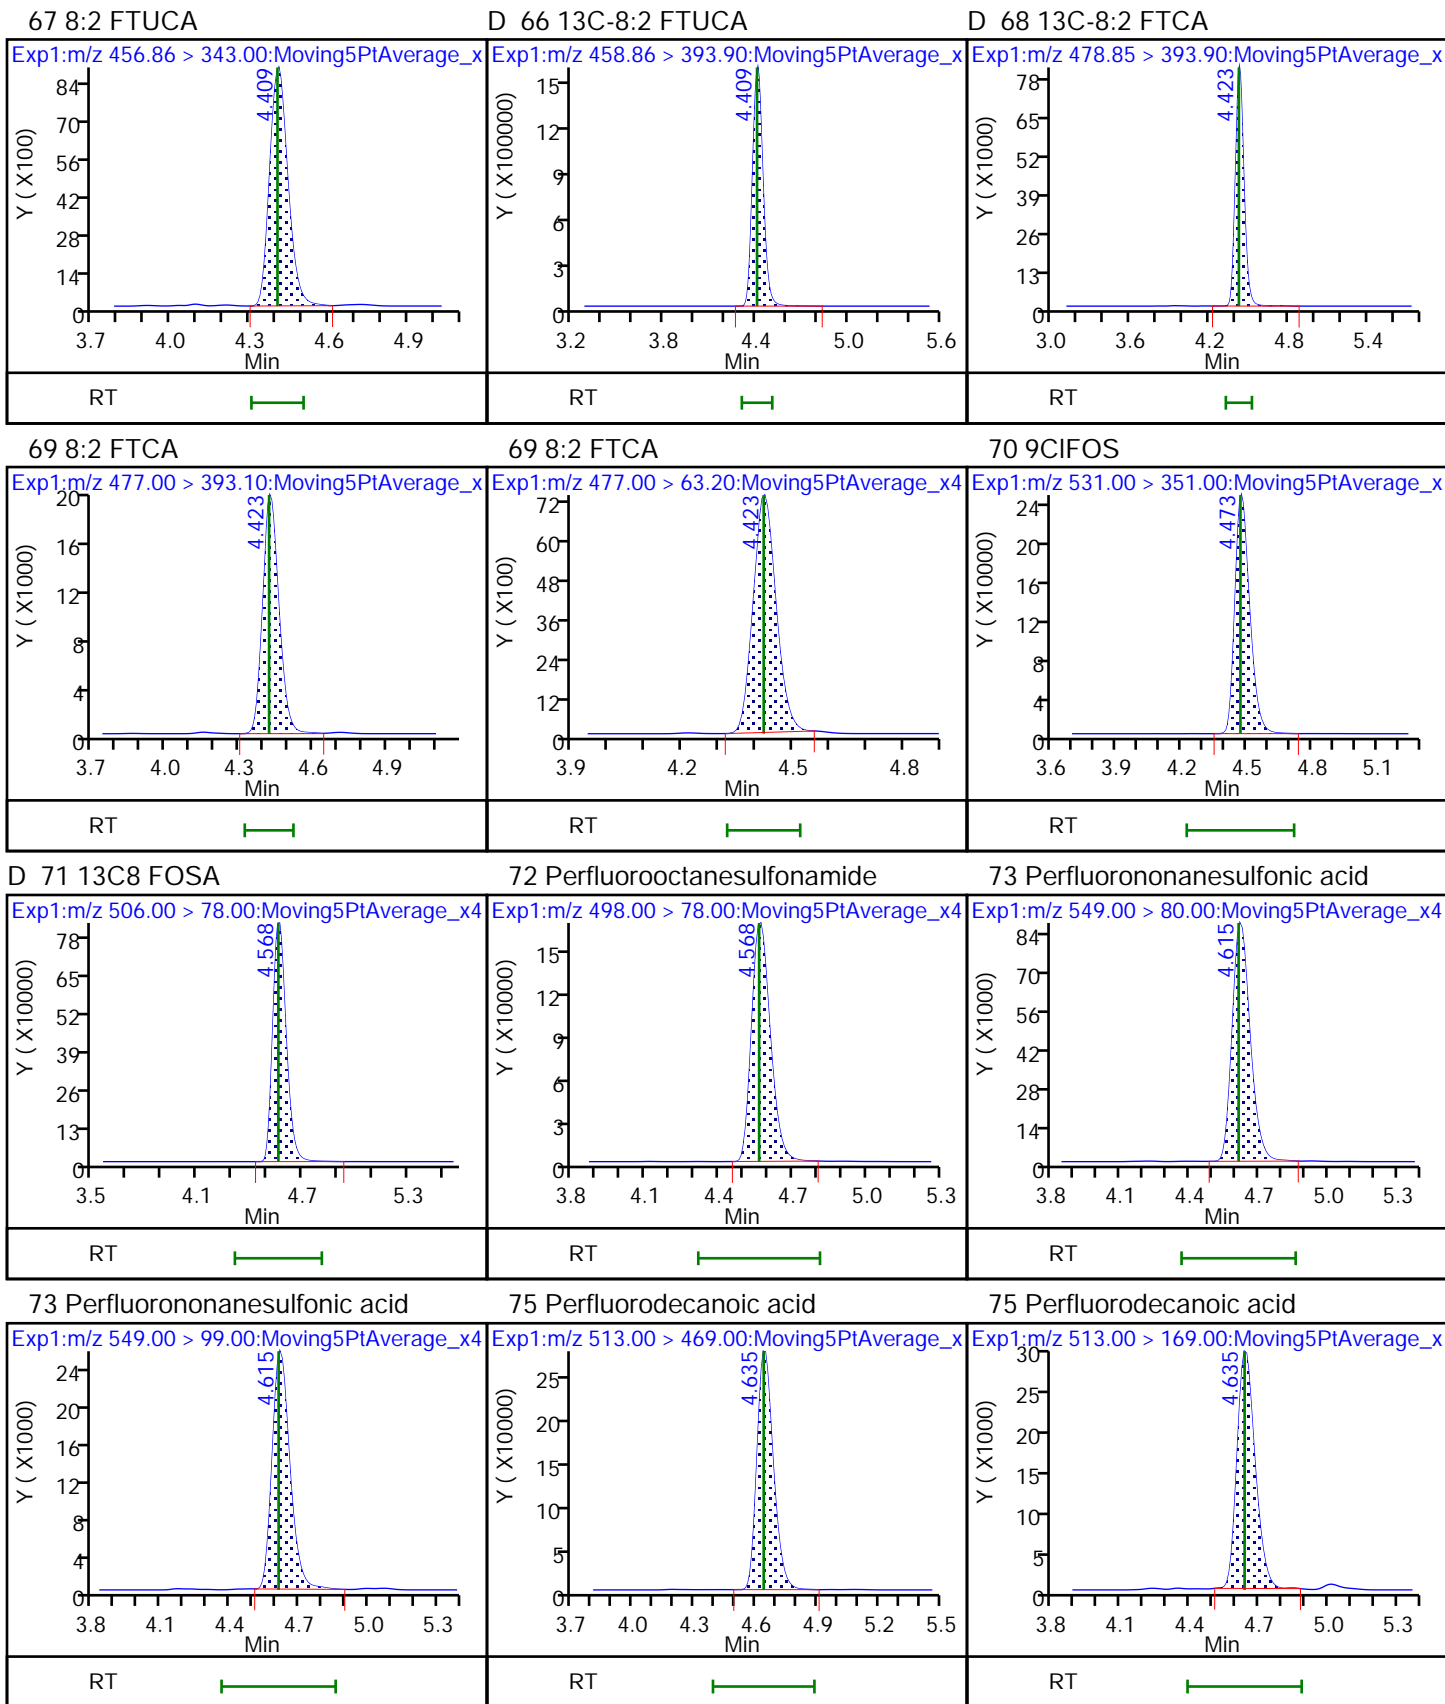 67 8:2 FTUCA
Exp1:m/z 456.86 > 343.00:Moving5PtAverage_x
Y ( X100)
84
70
56
42
28
14
0
4.409
3.7 4.0 4.3 4.6 4.9
Min
RT
D 66 13C-8:2 FTUCA
Exp1:m/z 458.86 > 393.90:Moving5PtAverage_x
Y ( X100000)
15
12
9
6
3
0
4.409
3.2 3.8 4.4 5.0 5.6
Min
RT
D 68 13C-8:2 FTCA
Exp1:m/z 478.85 > 393.90:Moving5PtAverage_x
Y ( X1000)
78
65
52
39
26
13
0
4.423
3.0 3.6 4.2 4.8 5.4
Min
RT
69 8:2 FTCA
Exp1:m/z 477.00 > 393.10:Moving5PtAverage_x
Y ( X1000)
20
16
12
8
4
0
4.423
3.7 4.0 4.3 4.6 4.9
Min
RT
69 8:2 FTCA
Exp1:m/z 477.00 > 63.20:Moving5PtAverage_x4
Y ( X100)
72
60
48
36
24
12
0
4.423
3.9 4.2 4.5 4.8
Min
RT
70 9ClFOS
Exp1:m/z 531.00 > 351.00:Moving5PtAverage_x
Y ( X10000)
24
20
16
12
8
4
0
4.473
3.6 3.9 4.2 4.5 4.8 5.1
Min
RT
D 71 13C8 FOSA
Exp1:m/z 506.00 > 78.00:Moving5PtAverage_x4
Y ( X10000)
78
65
52
39
26
13
0
4.568
3.5 4.1 4.7 5.3
Min
RT
72 Perfluorooctanesulfonamide
Exp1:m/z 498.00 > 78.00:Moving5PtAverage_x4
Y ( X10000)
15
12
9
6
3
0
4.568
3.8 4.1 4.4 4.7 5.0 5.3
Min
RT
73 Perfluorononanesulfonic acid
Exp1:m/z 549.00 > 80.00:Moving5PtAverage_x4
Y ( X1000)
84
70
56
42
28
14
0
4.615
3.8 4.1 4.4 4.7 5.0 5.3
Min
RT
73 Perfluorononanesulfonic acid
Exp1:m/z 549.00 > 99.00:Moving5PtAverage_x4
Y ( X1000)
24
20
16
12
8
4
0
4.615
3.8 4.1 4.4 4.7 5.0 5.3
Min
RT
75 Perfluorodecanoic acid
Exp1:m/z 513.00 > 469.00:Moving5PtAverage_x
Y ( X10000)
25
20
15
10
5
0
4.635
3.7 4.0 4.3 4.6 4.9 5.2 5.5
Min
RT
75 Perfluorodecanoic acid
Exp1:m/z 513.00 > 169.00:Moving5PtAverage_x
Y ( X1000)
30
25
20
15
10
5
0
4.635
3.8 4.1 4.4 4.7 5.0 5.3
Min
RT